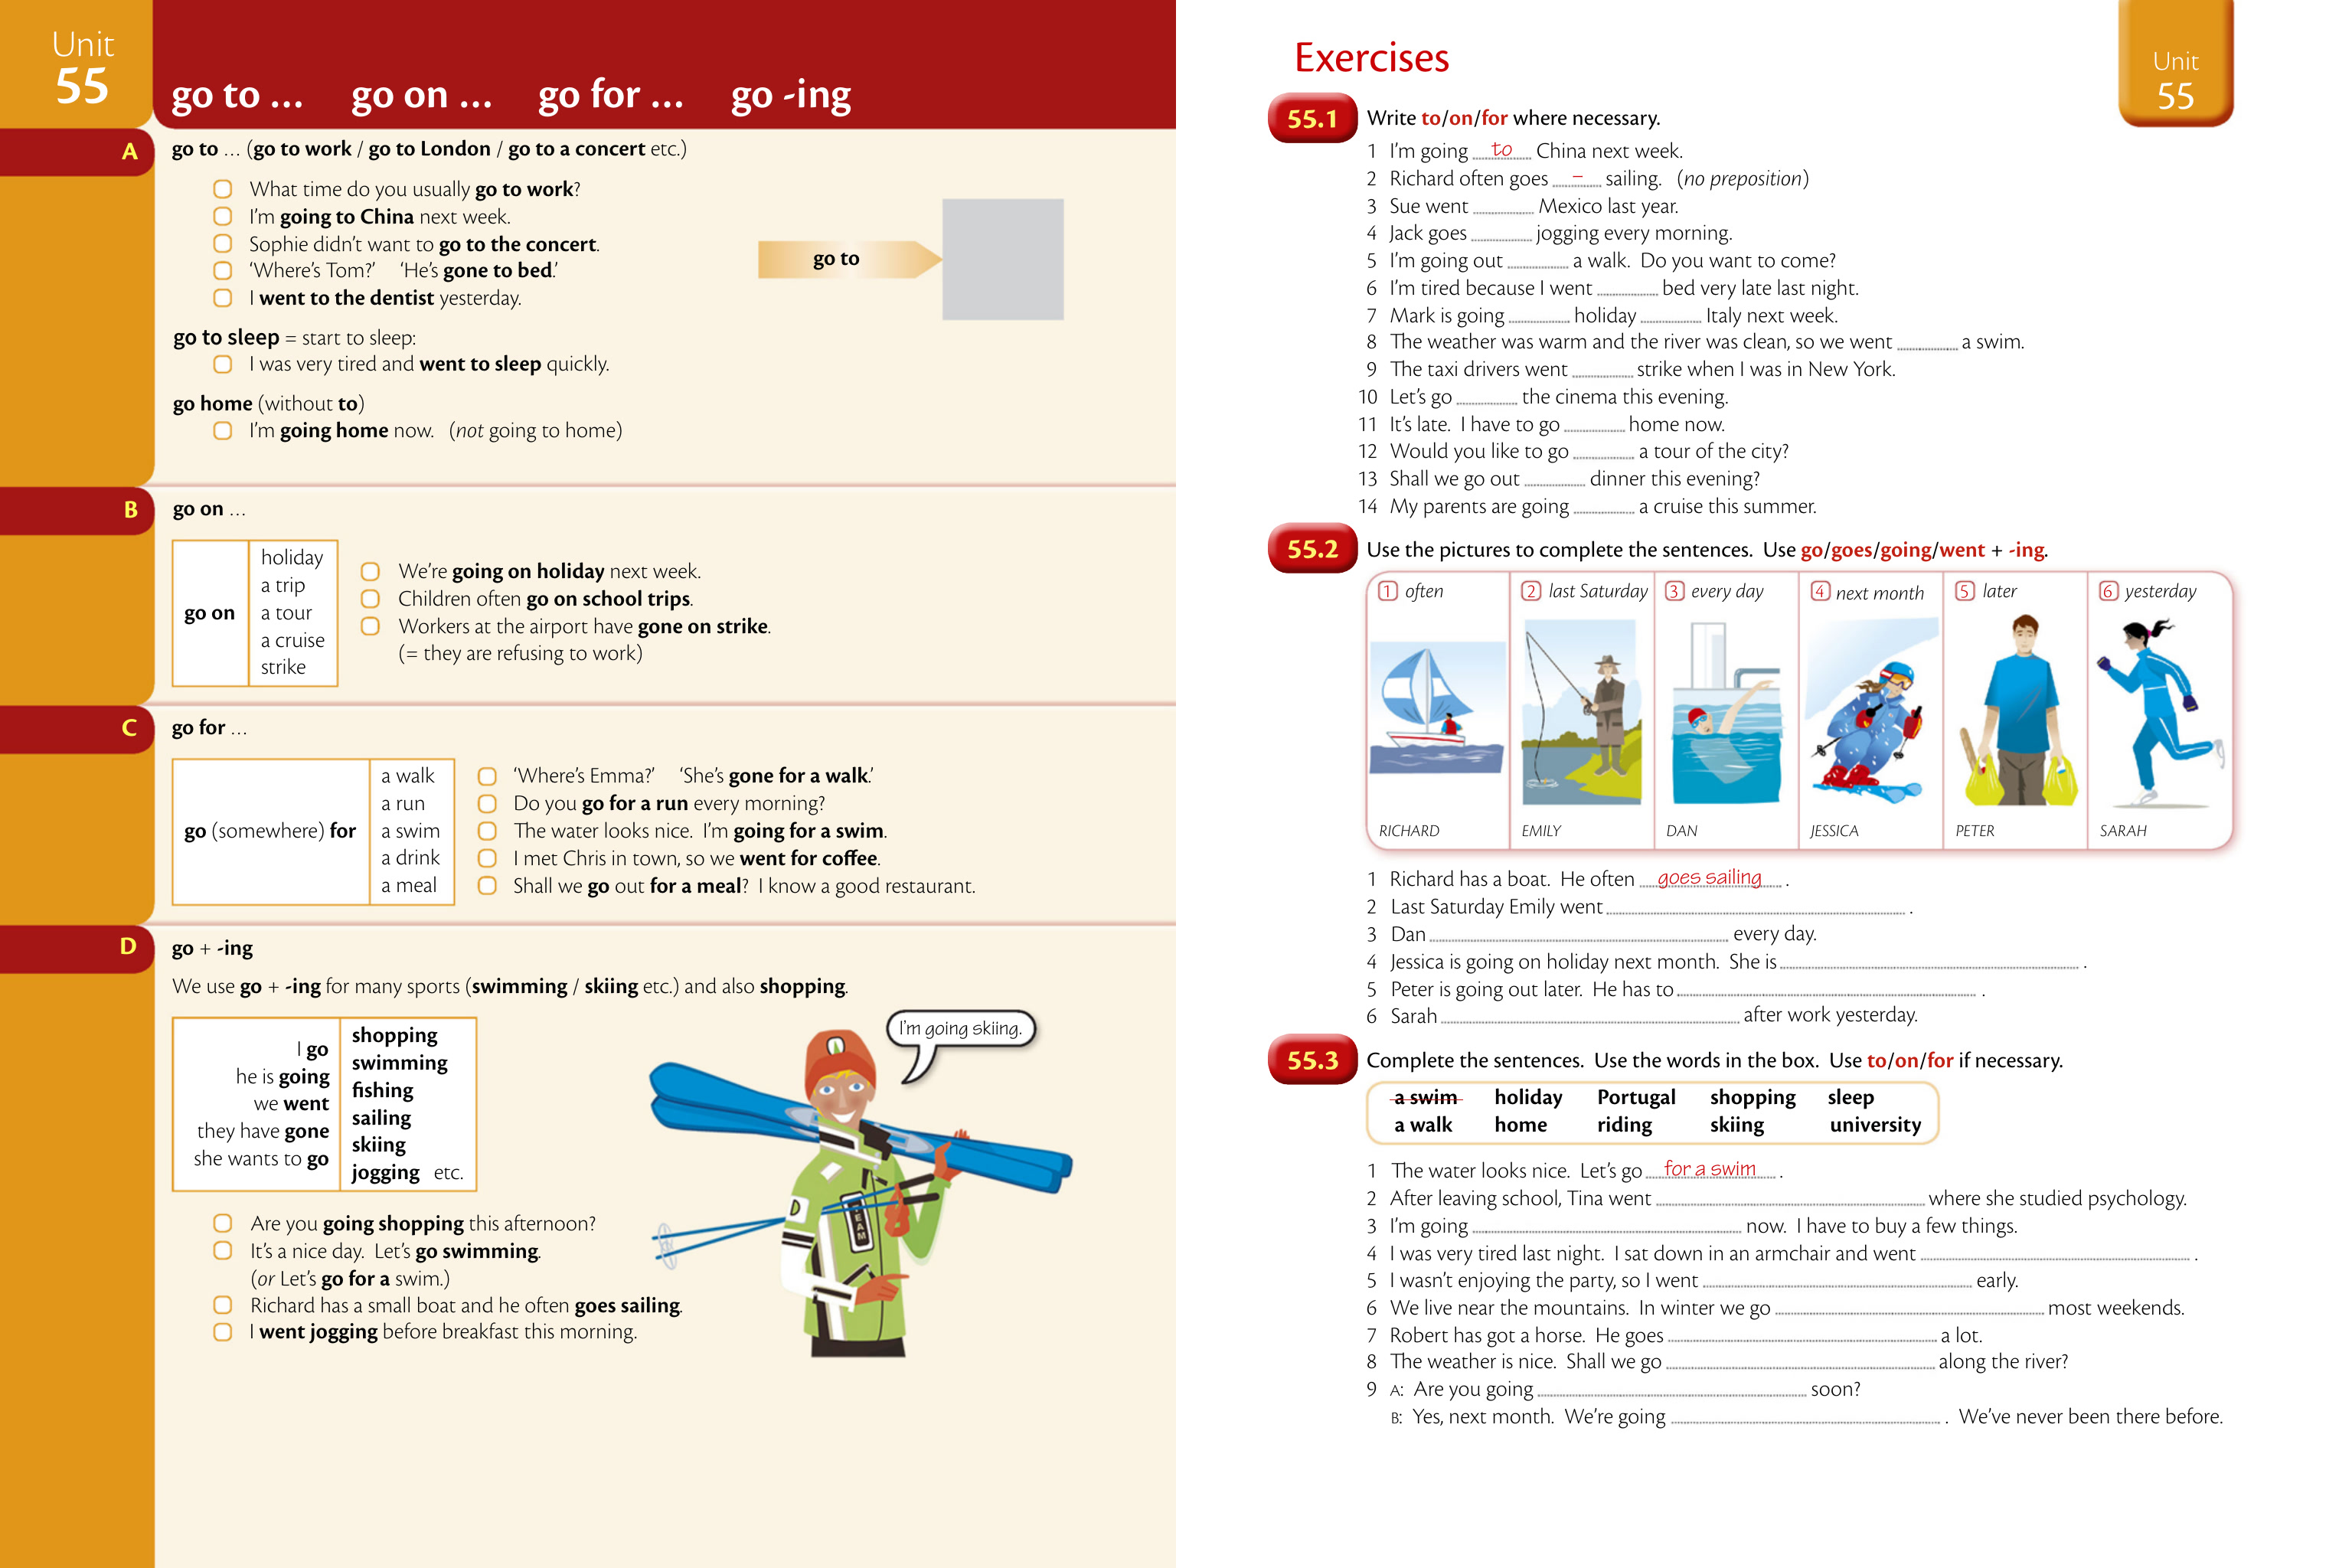 Unit
55
go to … go on … go for … go -ing
A
go to … (go to work / go to London / go to a concert etc.)
What time do you usually go to work?
I’m going to China next week.
Sophie didn’t want to go to the concert.
‘Where’s Tom?’ ‘He’s gone to bed.’
I went to the dentist yesterday.
go to
go to sleep = start to sleep:
I was very tired and went to sleep quickly.
go home (without to)
I’m going home now. (not going to home)
B
go on …
go on
holiday
a trip
a tour
a cruise
strike
We’re going on holiday next week.
Children often go on school trips.
Workers at the airport have gone on strike.
(= they are refusing to work)
C
go for …
go (somewhere) for
a walk
a run
a swim
a drink
a meal
‘Where’s Emma?’ ‘She’s gone for a walk.’
Do you go for a run every morning?
The water looks nice. I’m going for a swim.
I met Chris in town, so we went for coffee.
Shall we go out for a meal? I know a good restaurant.
D
go + -ing
We use go + -ing for many sports (swimming / skiing etc.) and also shopping.
I go
he is going
we went
they have gone
she wants to go
shopping
swimming
fishing
sailing
skiing
jogging etc.
I’m going skiing.
D
TEAM
Are you going shopping this afternoon?
It’s a nice day. Let’s go swimming.
(or Let’s go for a swim.)
Richard has a small boat and he often goes sailing.
I went jogging before breakfast this morning.
Exercises
Unit
55
55.1 Write to/on/for where necessary.
1 I’m going to China next week.
2 Richard often goes – sailing. (no preposition)
3 Sue went Mexico last year.
4 Jack goes jogging every morning.
5 I’m going out a walk. Do you want to come?
6 I’m tired because I went bed very late last night.
7 Mark is going holiday Italy next week.
8 The weather was warm and the river was clean, so we went a swim.
9 The taxi drivers went strike when I was in New York.
10 Let’s go the cinema this evening.
11 It’s late. I have to go home now.
12 Would you like to go a tour of the city?
13 Shall we go out dinner this evening?
14 My parents are going a cruise this summer.
55.2 Use the pictures to complete the sentences. Use go/goes/going/went + -ing.
1 often 2 last Saturday 3 every day 4 next month 5 later 6 yesterday
RICHARD EMILY DAN JESSICA PETER SARAH
1 Richard has a boat. He often goes sailing .
2 Last Saturday Emily went .
3 Dan every day.
4 Jessica is going on holiday next month. She is .
5 Peter is going out later. He has to .
6 Sarah after work yesterday.
55.3 Complete the sentences. Use the words in the box. Use to/on/for if necessary.
a swim holiday Portugal shopping sleep
a walk home riding skiing university
1 The water looks nice. Let’s go for a swim .
2 After leaving school, Tina went where she studied psychology.
3 I’m going now. I have to buy a few things.
4 I was very tired last night. I sat down in an armchair and went .
5 I wasn’t enjoying the party, so I went early.
6 We live near the mountains. In winter we go most weekends.
7 Robert has got a horse. He goes a lot.
8 The weather is nice. Shall we go along the river?
9 A: Are you going soon?
B: Yes, next month. We’re going . We’ve never been there before.